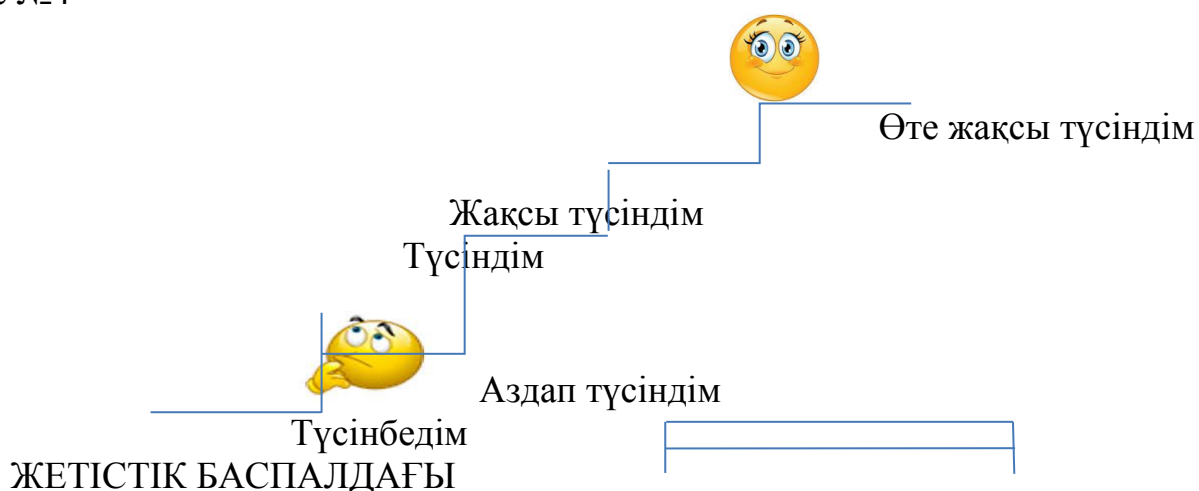 Өте жақсы түсіндім
Жақсы түсіндім
Түсіндім
Аздап түсіндім
Түсінбедім
ЖЕТІСТІК БАСПАЛДАҒЫ